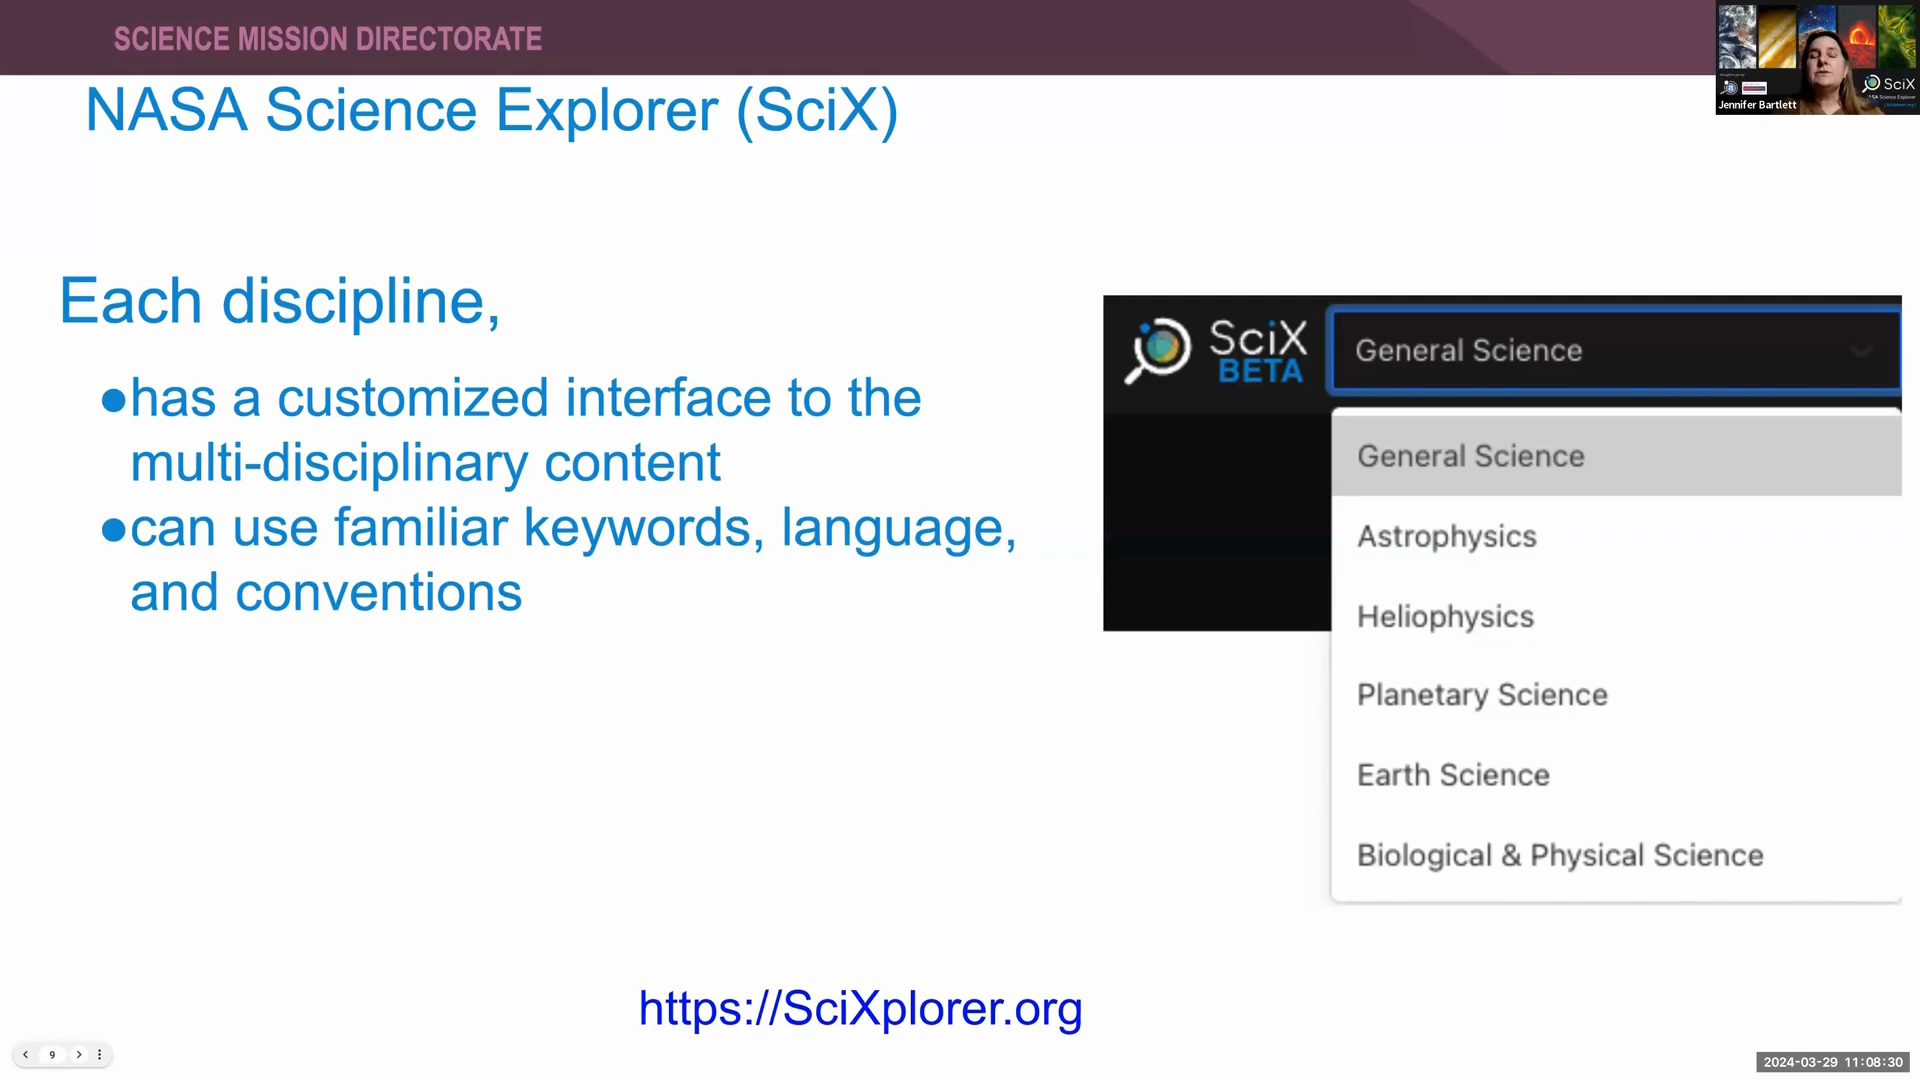 SCIENCE MISSION DIRECTORATE
NASA Science Explorer (SciX)
SciX
Jennifer Bartlett
Each discipline,
●has a customized interface to the
multi-disciplinary content
●can use familiar keywords, language,
and conventions
SciX
BETA
General Science
General Science
Astrophysics
Heliophysics
Planetary Science
Earth Science
Biological & Physical Science
https://SciXplorer.org
9
2024-03-29 11:08:30